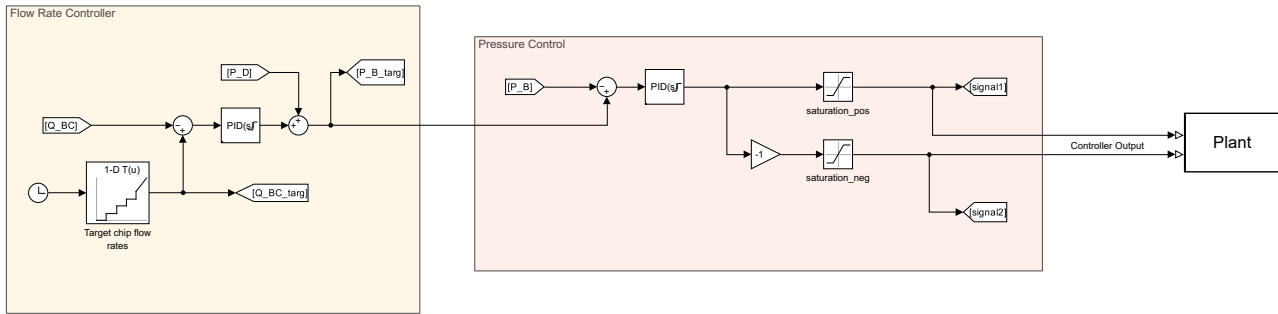 Flow Rate Controller
[P_D]
[P_B_targ]
[Q_BC]
PID(s)
1-D T(u)
[Q_BC_targ]
Target chip flow
rates
Pressure Control
[P_B]
PID(s)
saturation_pos
[signal1]
-1
saturation_neg
[signal2]
Controller Output
Plant